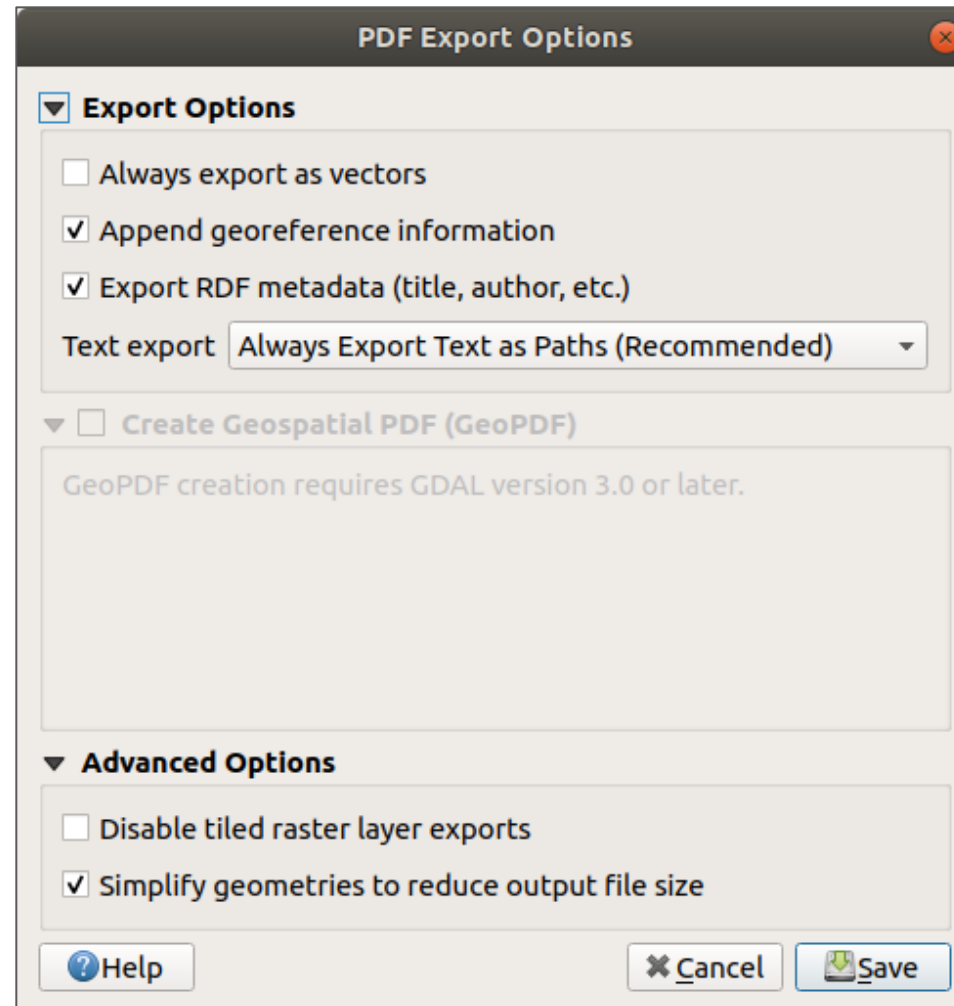 PDF Export Options
Export Options
Always export as vectors
Append georeference information
Export RDF metadata (title, author, etc.)
Text export Always Export Text as Paths (Recommended)
Create Geospatial PDF (GeoPDF)
GeoPDF creation requires GDAL version 3.0 or later.
Advanced Options
Disable tiled raster layer exports
Simplify geometries to reduce output file size
Help Cancel Save